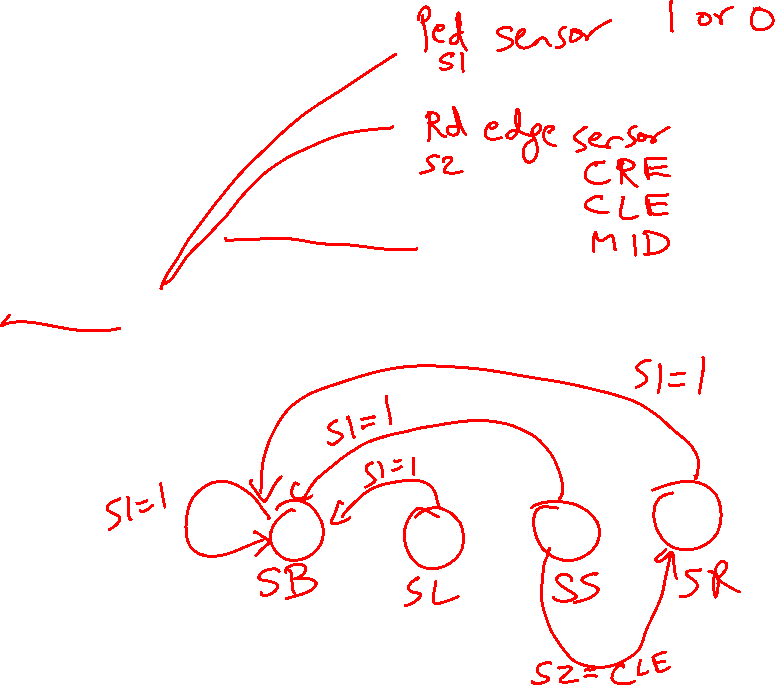 Ped sensor 1 or 0
S1
Rd edge sensor
S2 CRE
CLE
MID
S1=1
S1=1
S1=1
S1=1
SB SL SS SR
S2=CLE